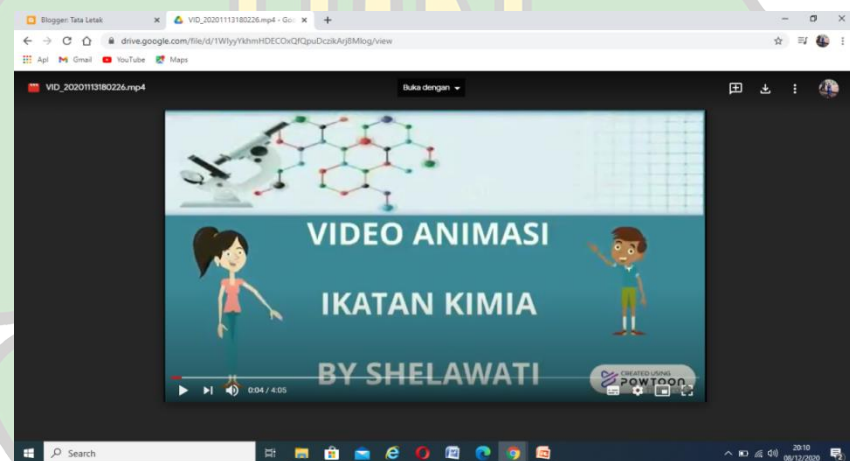 Blogger: Tata Letak
VID_20201113180226.mp4 - Goo
drive.google.com/file/d/1WlyyYkhmHDECOxQfQpuDczikArj8Mlog/view
Apl
Gmail
YouTube
Maps
VID_20201113180226.mp4
Buka dengan
VIDEO ANIMASI
IKATAN KIMIA
BY SHELAWATI
CREATED USING
POWTOON
0:04 / 4:05
Search
20:10
08/12/2020